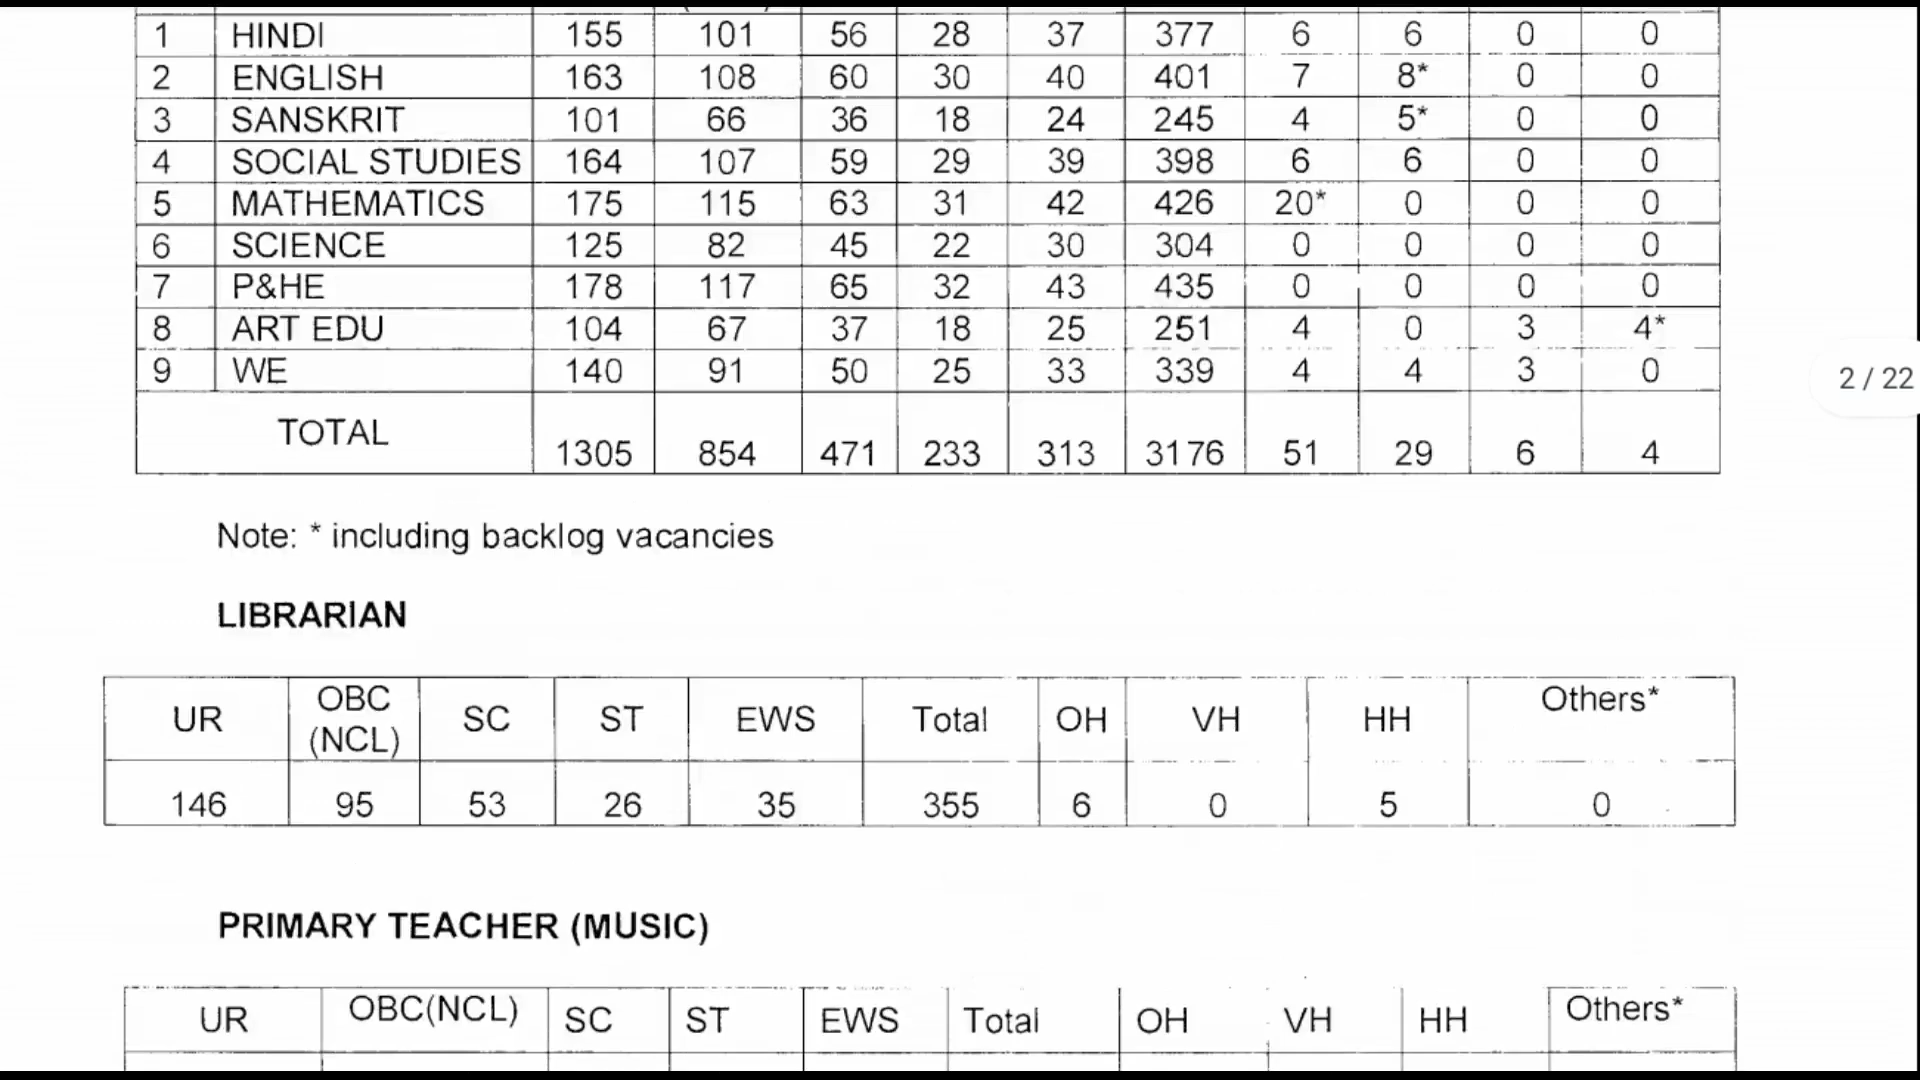 1 HINDI 155 101 56 28 37 377 6 6 0 0
2 ENGLISH 163 108 60 30 40 401 7 8* 0 0
3 SANSKRIT 101 66 36 18 24 245 4 5* 0 0
4 SOCIAL STUDIES 164 107 59 29 39 398 6 6 0 0
5 MATHEMATICS 175 115 63 31 42 426 20* 0 0 0
6 SCIENCE 125 82 45 22 30 304 0 0 0 0
7 P&HE 178 117 65 32 43 435 0 0 0 0
8 ART EDU 104 67 37 18 25 251 4 0 3 4*
9 WE 140 91 50 25 33 339 4 4 3 0
2 / 22
TOTAL 1305 854 471 233 313 3176 51 29 6 4
Note: * including backlog vacancies
LIBRARIAN
UR OBC (NCL) SC ST EWS Total OH VH HH Others*
146 95 53 26 35 355 6 0 5 0
PRIMARY TEACHER (MUSIC)
UR OBC(NCL) SC ST EWS Total OH VH HH Others*